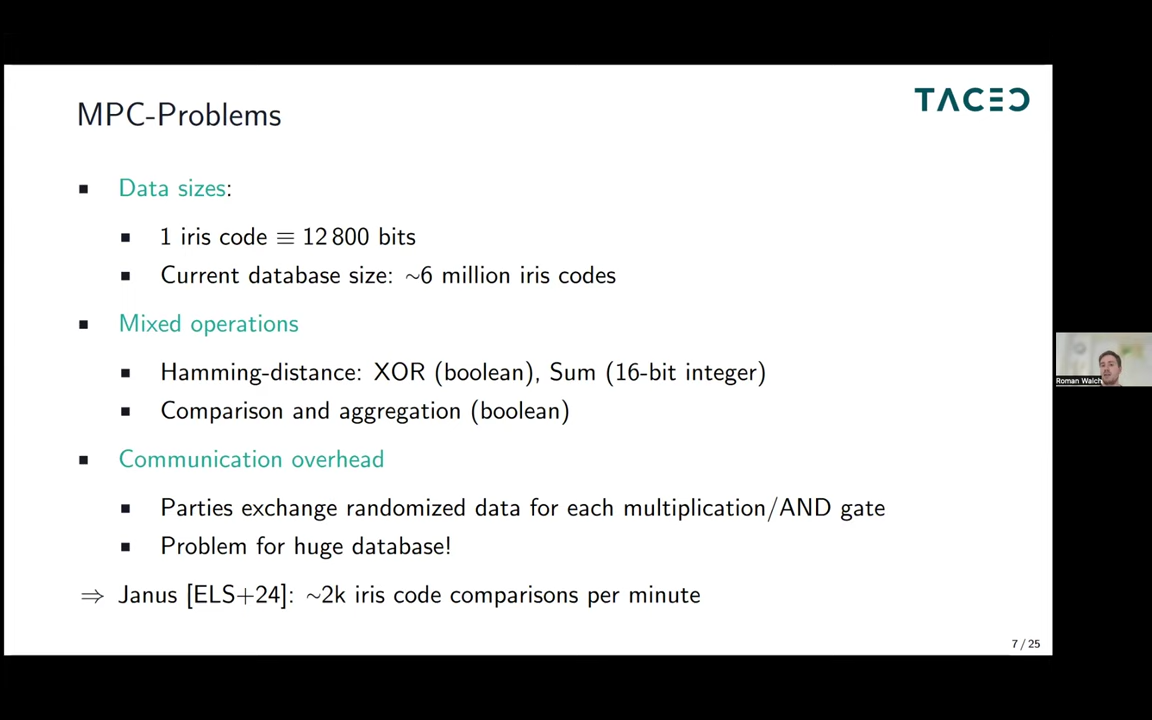 MPC-Problems
TACEO
Data sizes:
1 iris code ≡ 12 800 bits
Current database size: ~6 million iris codes
Mixed operations
Hamming-distance: XOR (boolean), Sum (16-bit integer)
Comparison and aggregation (boolean)
Communication overhead
Parties exchange randomized data for each multiplication/AND gate
Problem for huge database!
⇒ Janus [ELS+24]: ~2k iris code comparisons per minute
7 / 25
Roman Walch